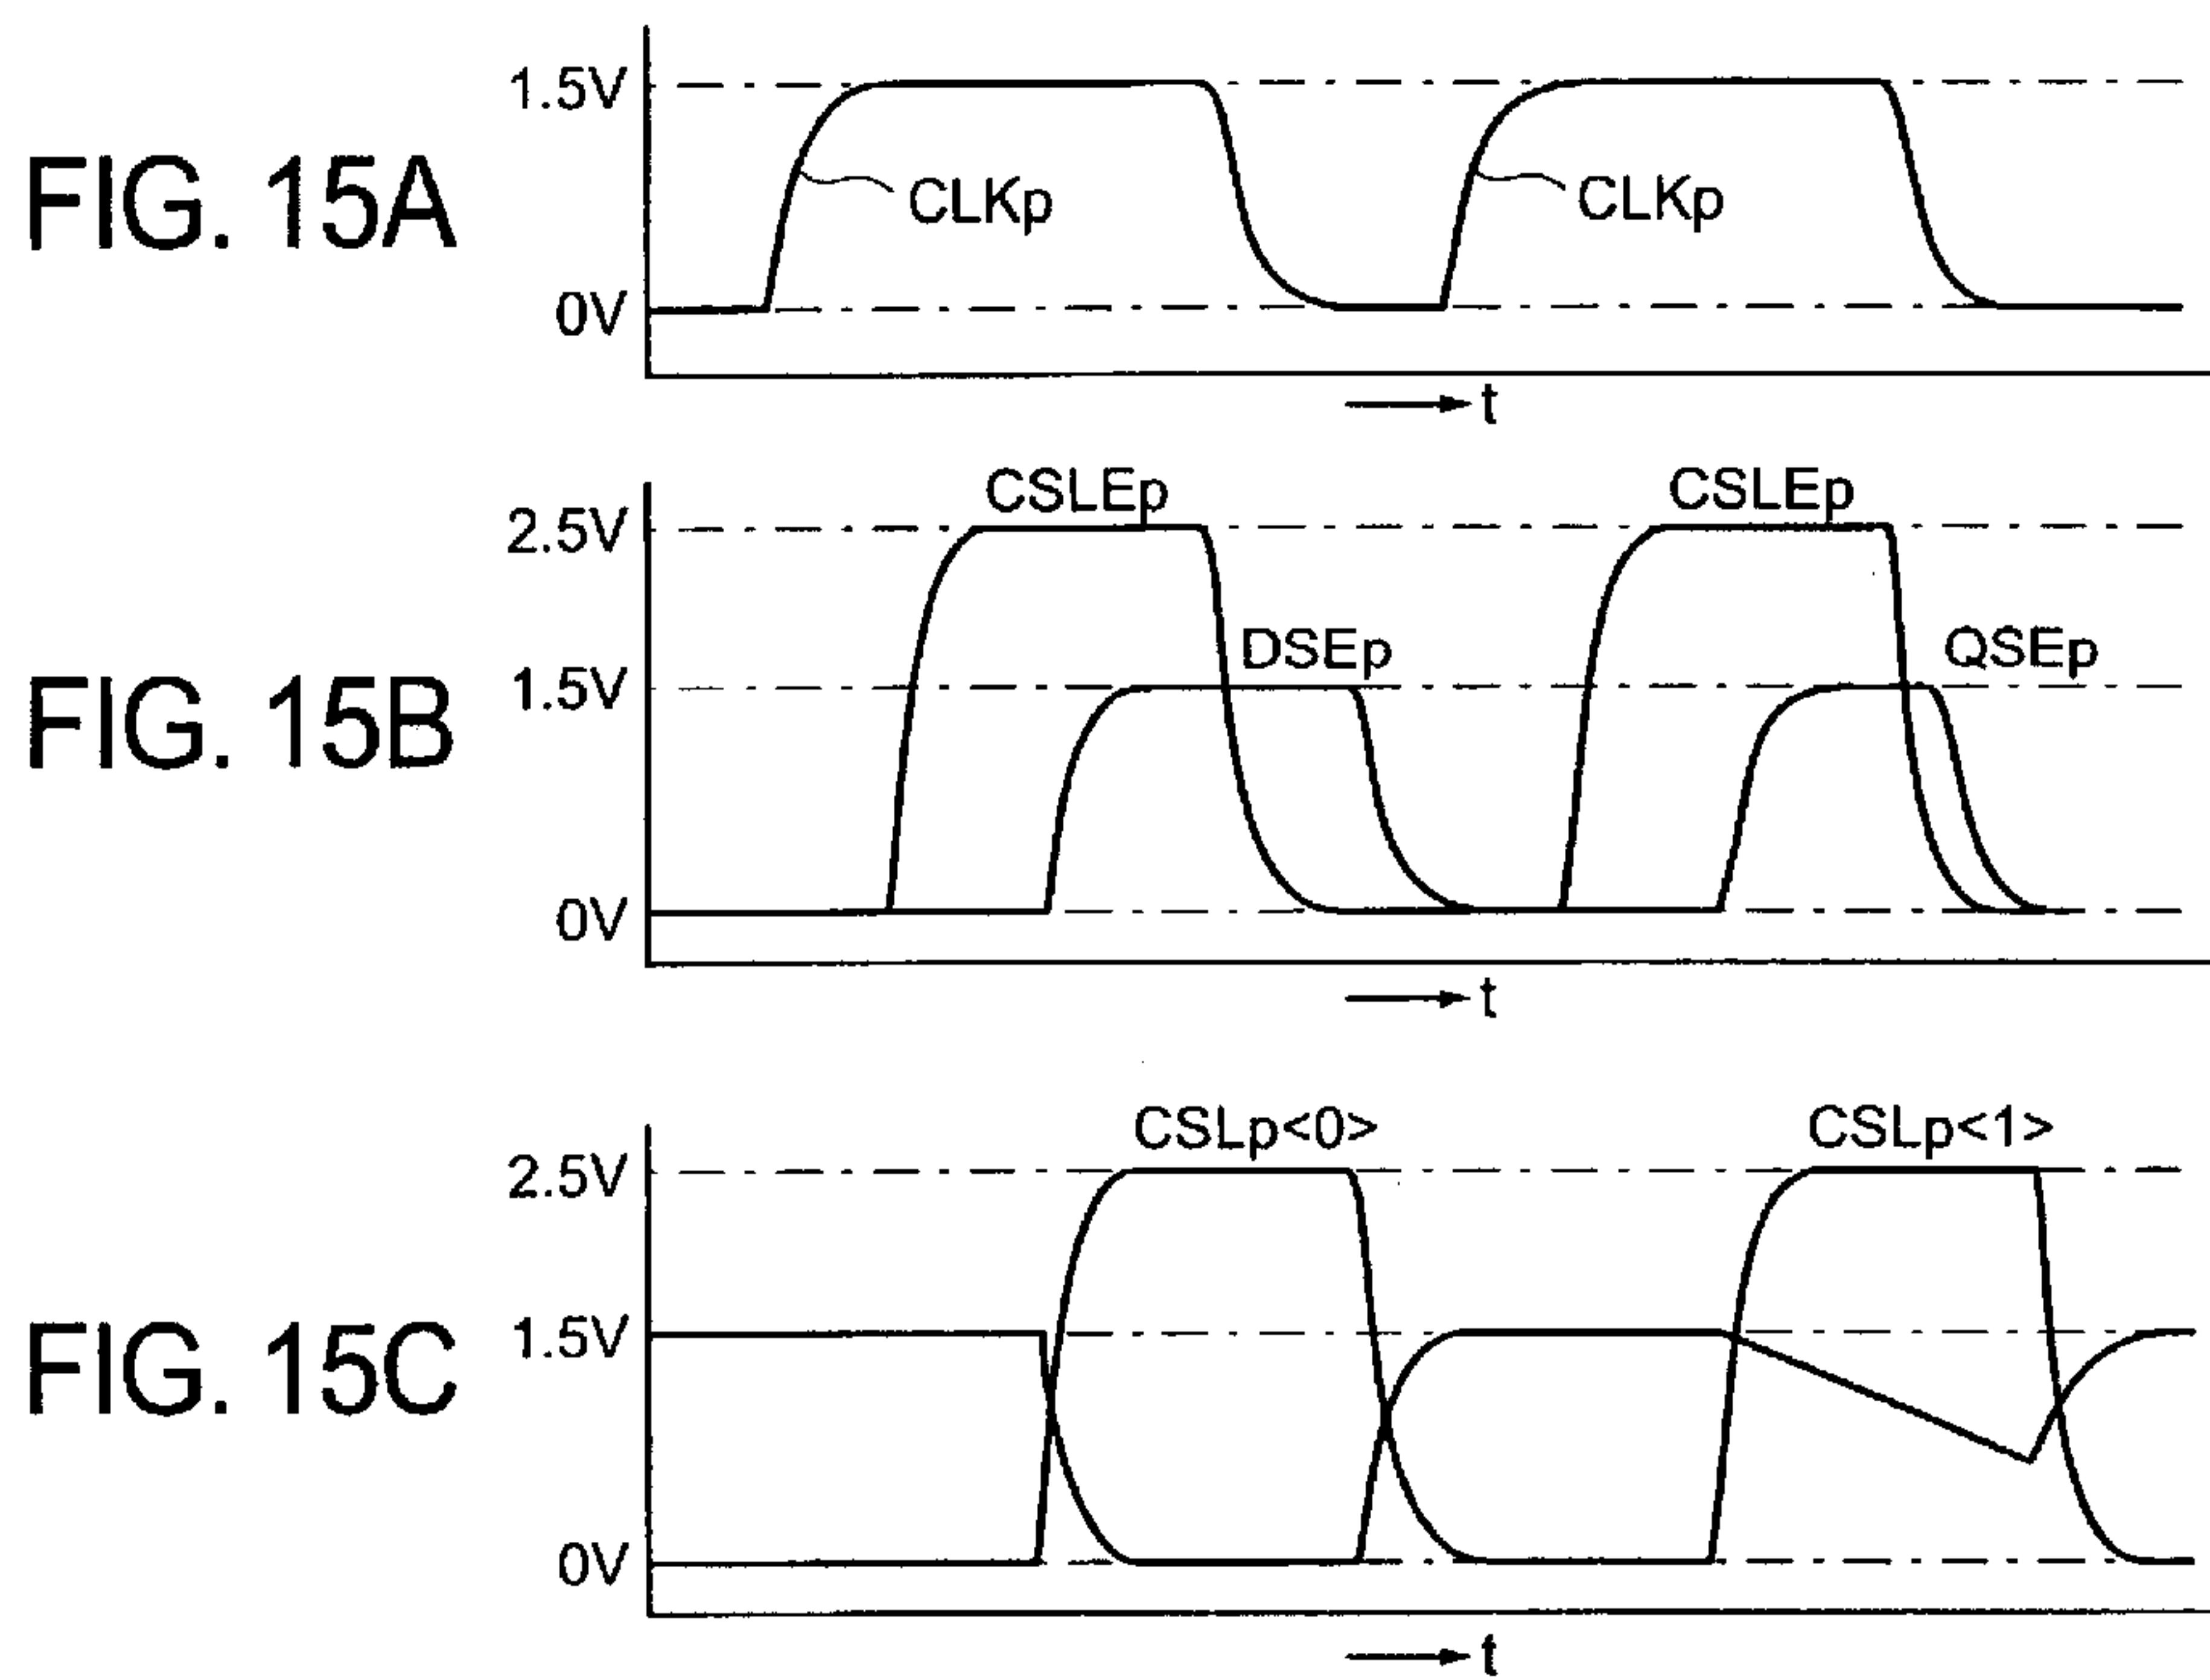 FIG. 15A
1.5V
CLKp
CLKp
0V
t
FIG. 15B
CSLEp
CSLEp
2.5V
DSEp
QSEp
1.5V
0V
t
FIG. 15C
CSLp<0>
CSLp<1>
2.5V
1.5V
0V
t